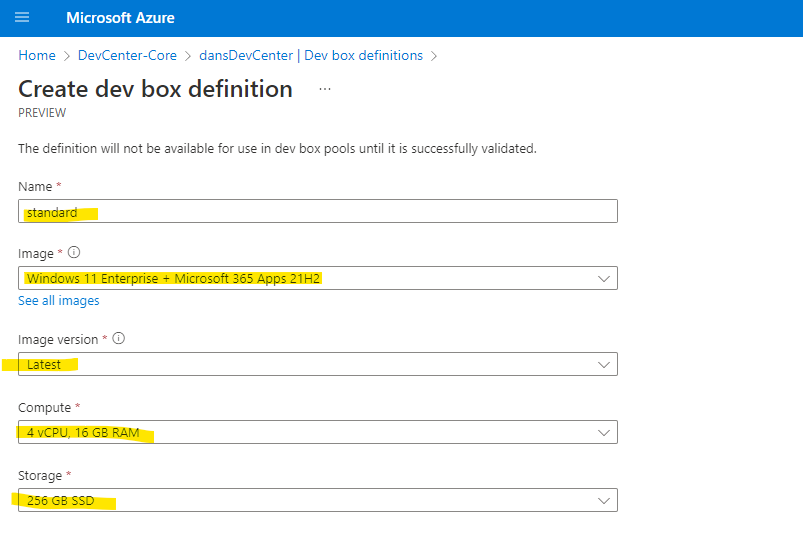 Microsoft Azure
Home > DevCenter-Core > dansDevCenter | Dev box definitions >
Create dev box definition ...
PREVIEW
The definition will not be available for use in dev box pools until it is successfully validated.
Name *
standard
Image *
Windows 11 Enterprise + Microsoft 365 Apps 21H2
See all images
Image version *
Latest
Compute *
4 vCPU, 16 GB RAM
Storage *
256 GB SSD